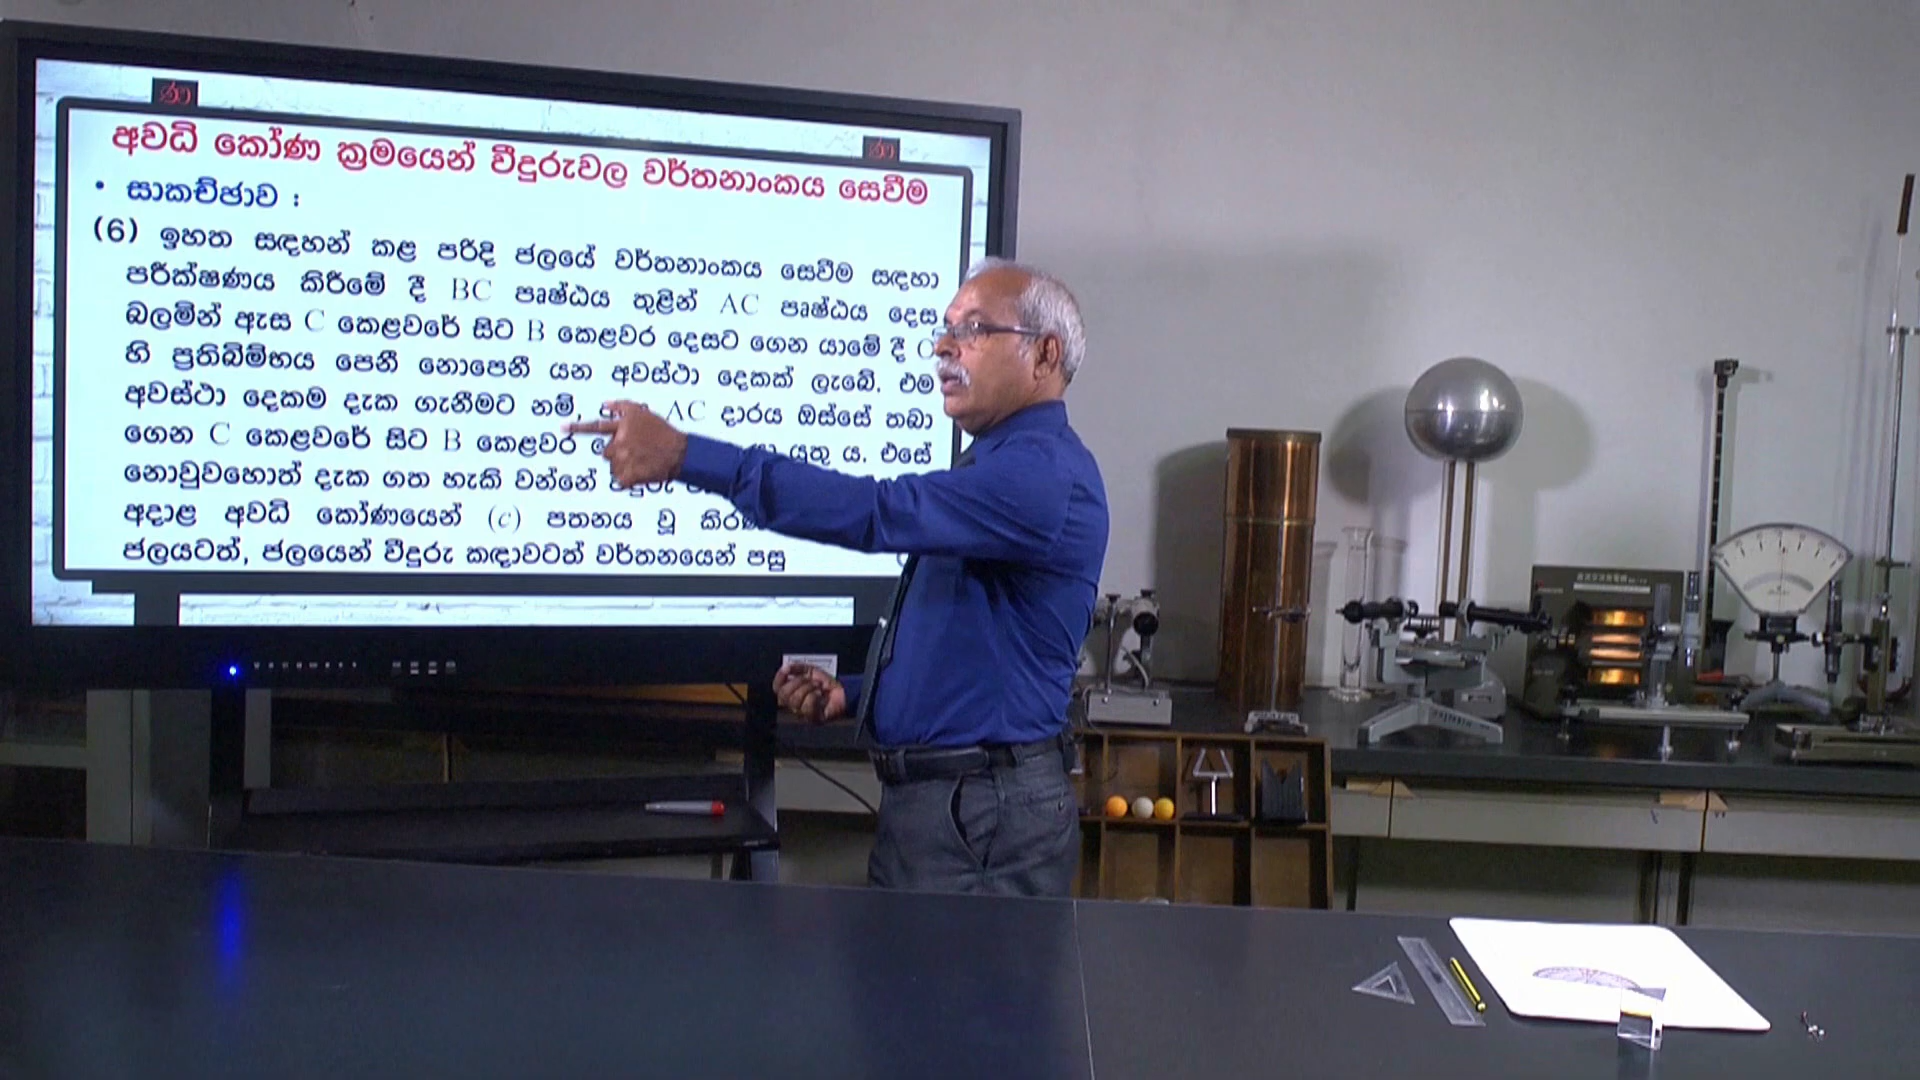 අවධි කෝණ ක්‍රමයෙන් වීදුරුවල වර්තනාංකය සෙවීම
• සාකච්ඡාව :
(6) ඉහත සඳහන් කළ පරිදි ජලයේ වර්තනාංකය සෙවීම සඳහා
පරීක්ෂණය කිරීමේ දී BC පෘෂ්ඨය තුළින් AC පෘෂ්ඨය දෙස
බලමින් ඇස C කෙළවරේ සිට B කෙළවර දෙසට ගෙන යාමේ දී O
හි ප්‍රතිබිම්භය පෙනී නොපෙනී යන අවස්ථා දෙකක් ලැබේ. එම
අවස්ථා දෙකම දැක ගැනීමට නම්, AC දාරය ඔස්සේ තබා
ගෙන C කෙළවරේ සිට B කෙළවර යුතු ය. එසේ
නොවුවහොත් දැක ගත හැකි වන්නේ වීදුරු
අදාළ අවධි කෝණයෙන් (c) පතනය වූ
ජලයටත්, ජලයෙන් වීදුරු කඳාවටත් වර්තනයෙන් පසු